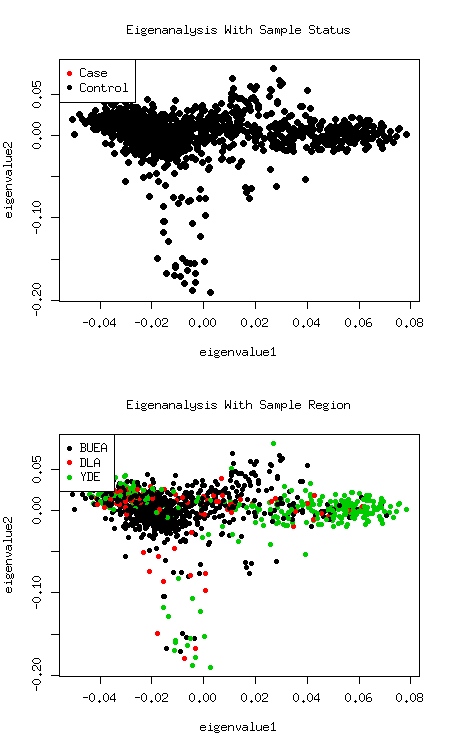 Eigenanalysis With Sample Status
Case
Control
0.05
0.00
-0.10
-0.20
eigenvalue2
-0.04 -0.02 0.00 0.02 0.04 0.06 0.08
eigenvalue1
Eigenanalysis With Sample Region
BUEA
DLA
YDE
0.05
0.00
-0.10
-0.20
eigenvalue2
-0.04 -0.02 0.00 0.02 0.04 0.06 0.08
eigenvalue1